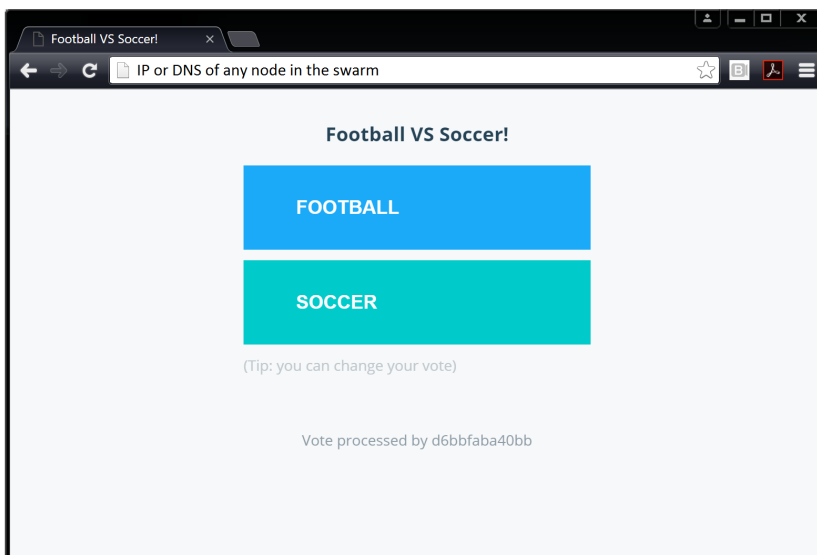 Football VS Soccer!
IP or DNS of any node in the swarm
Football VS Soccer!
FOOTBALL
SOCCER
(Tip: you can change your vote)
Vote processed by d6bbfaba40bb